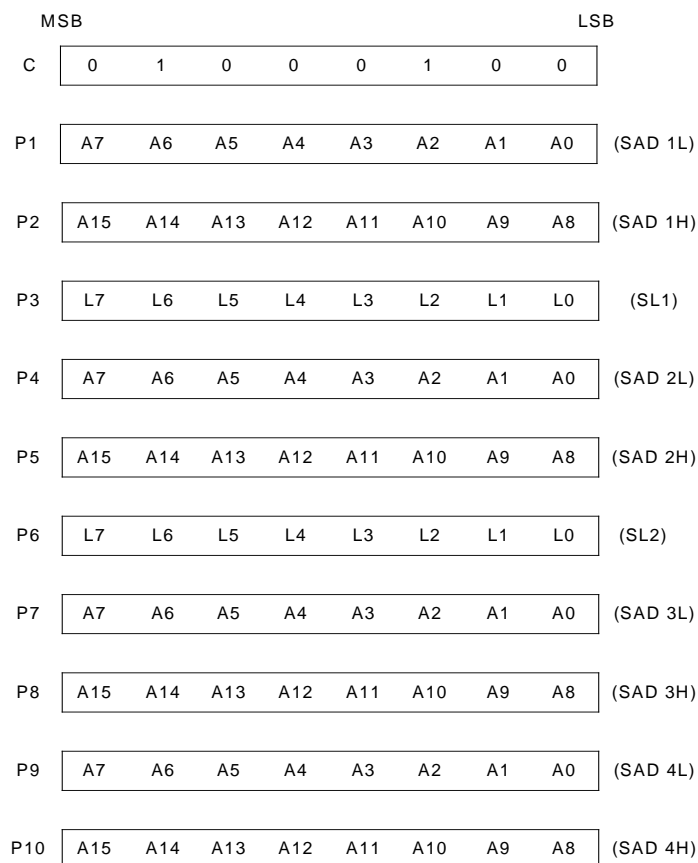 MSB LSB
C 0 1 0 0 0 1 0 0
P1 A7 A6 A5 A4 A3 A2 A1 A0 (SAD 1L)
P2 A15 A14 A13 A12 A11 A10 A9 A8 (SAD 1H)
P3 L7 L6 L5 L4 L3 L2 L1 L0 (SL1)
P4 A7 A6 A5 A4 A3 A2 A1 A0 (SAD 2L)
P5 A15 A14 A13 A12 A11 A10 A9 A8 (SAD 2H)
P6 L7 L6 L5 L4 L3 L2 L1 L0 (SL2)
P7 A7 A6 A5 A4 A3 A2 A1 A0 (SAD 3L)
P8 A15 A14 A13 A12 A11 A10 A9 A8 (SAD 3H)
P9 A7 A6 A5 A4 A3 A2 A1 A0 (SAD 4L)
P10 A15 A14 A13 A12 A11 A10 A9 A8 (SAD 4H)